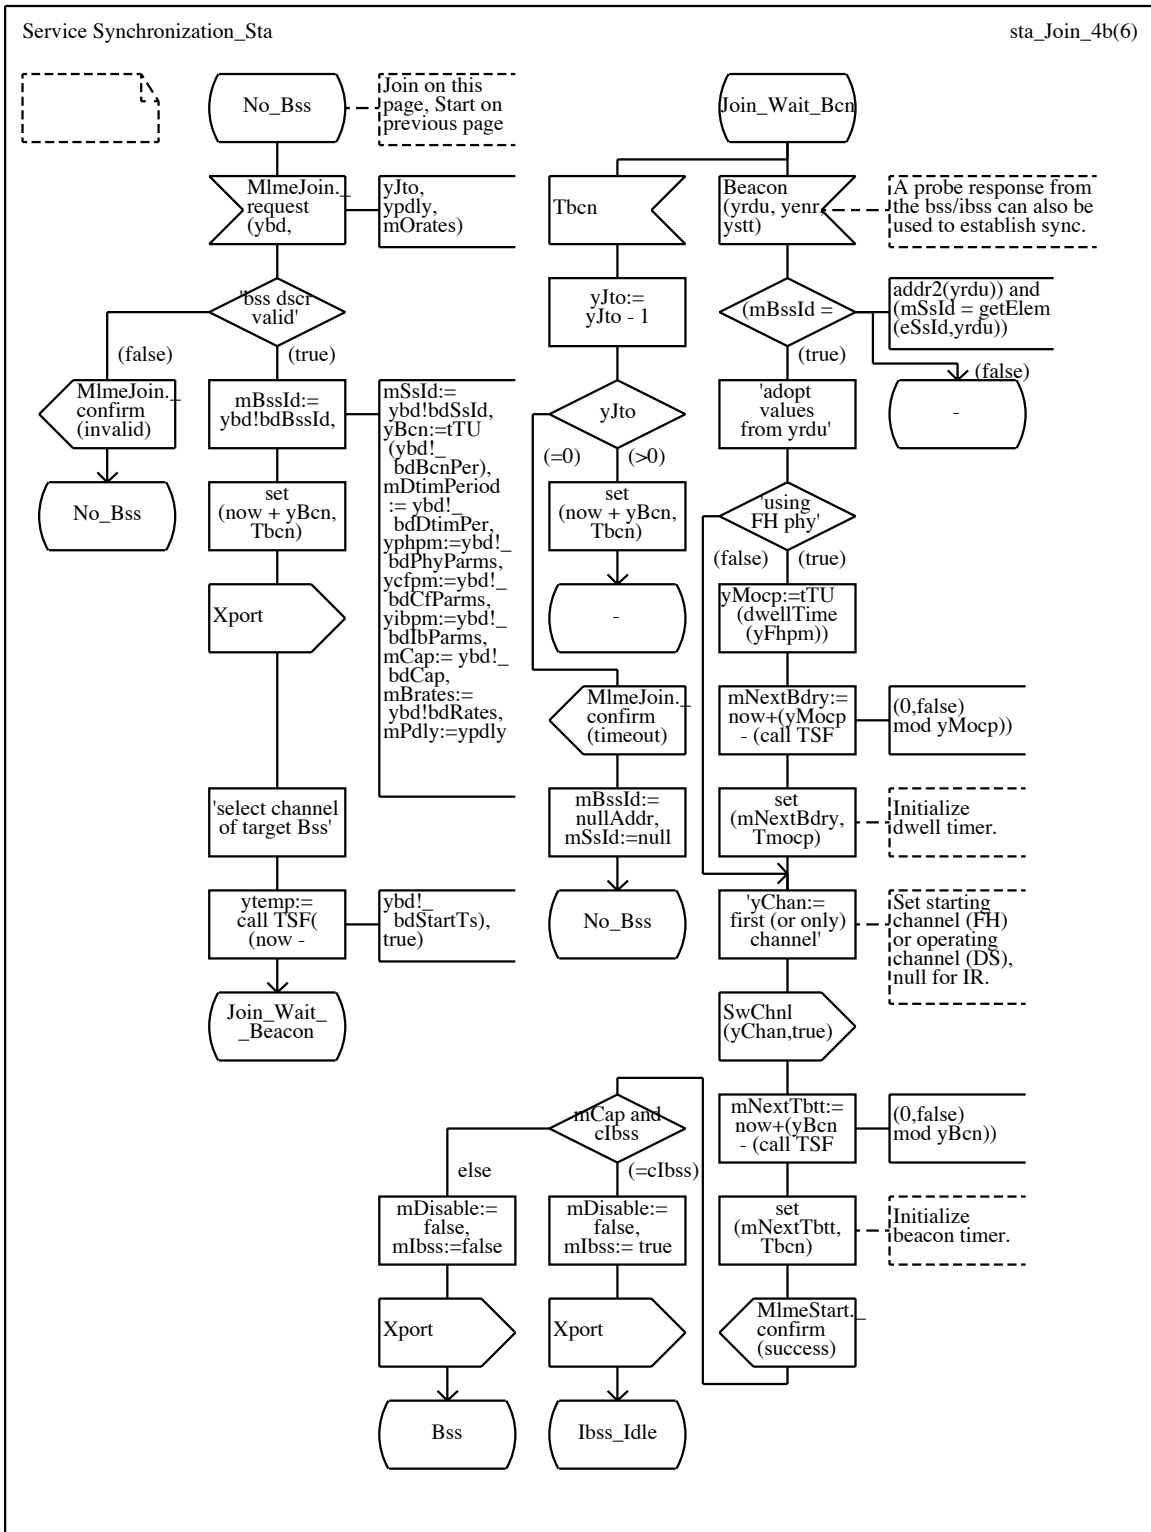 Service Synchronization_Sta
sta_Join_4b(6)
No_Bss
Join on this
page, Start on
previous page
MlmeJoin._
request
(ybd,
yJto,
ypdly,
mOrates)
'bss dscr
valid'
(false)
(true)
MlmeJoin._
confirm
(invalid)
No_Bss
mBssId:=
ybd!bdBssId,
mSsId:=
ybd!bdSsId,
yBcn:=tTU
(ybd!_
bdBcnPer),
mDtimPeriod
:= ybd!_
bdDtimPer,
yphpm:=ybd!_
bdPhyParms,
ycfpm:=ybd!_
bdCfParms,
yibpm:=ybd!_
bdIbParms,
mCap:= ybd!_
bdCap,
mBrates:=
ybd!bdRates,
mPdly:=ypdly
set
(now + yBcn,
Tbcn)
Xport
'select channel
of target Bss'
ytemp:=
call TSF(
(now -
ybd!_
bdStartTs),
true)
Join_Wait_
_Beacon
Join_Wait_Bcn
Tbcn
yJto:=
yJto - 1
yJto
(=0)
(>0)
set
(now + yBcn,
Tbcn)
-
MlmeJoin._
confirm
(timeout)
mBssId:=
nullAddr,
mSsId:=null
No_Bss
Beacon
(yrdu, yenr,
ystt)
A probe response from
the bss/ibss can also be
used to establish sync.
(mBssId =
addr2(yrdu)) and
(mSsId = getElem
(eSsId,yrdu))
(true)
(false)
-
'adopt
values
from yrdu'
'using
FH phy'
(false)
(true)
yMocp:=tTU
(dwellTime
(yFhpm))
mNextBdry:=
now+(yMocp
- (call TSF
(0,false)
mod yMocp))
set
(mNextBdry,
Tmocp)
Initialize
dwell timer.
'yChan:=
first (or only)
channel'
Set starting
channel (FH)
or operating
channel (DS),
null for IR.
SwChnl
(yChan,true)
mNextTbtt:=
now+(yBcn
- (call TSF
(0,false)
mod yBcn))
set
(mNextTbtt,
Tbcn)
Initialize
beacon timer.
MlmeStart._
confirm
(success)
mCap and
cIbss
else
(=cIbss)
mDisable:=
false,
mIbss:=false
Xport
Bss
mDisable:=
false,
mIbss:= true
Xport
Ibss_Idle